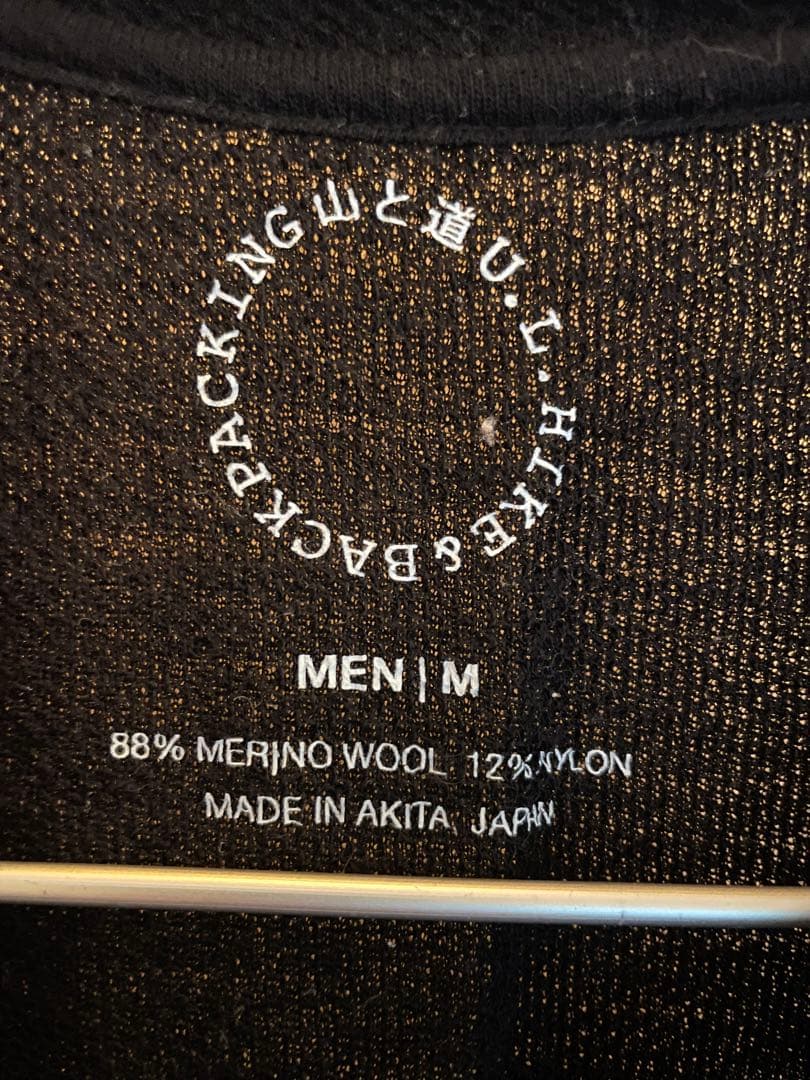 山と道 U.L.HIKE & BACKPACKING
MEN | M
88% MERINO WOOL 12% NYLON
MADE IN AKITA, JAPAN